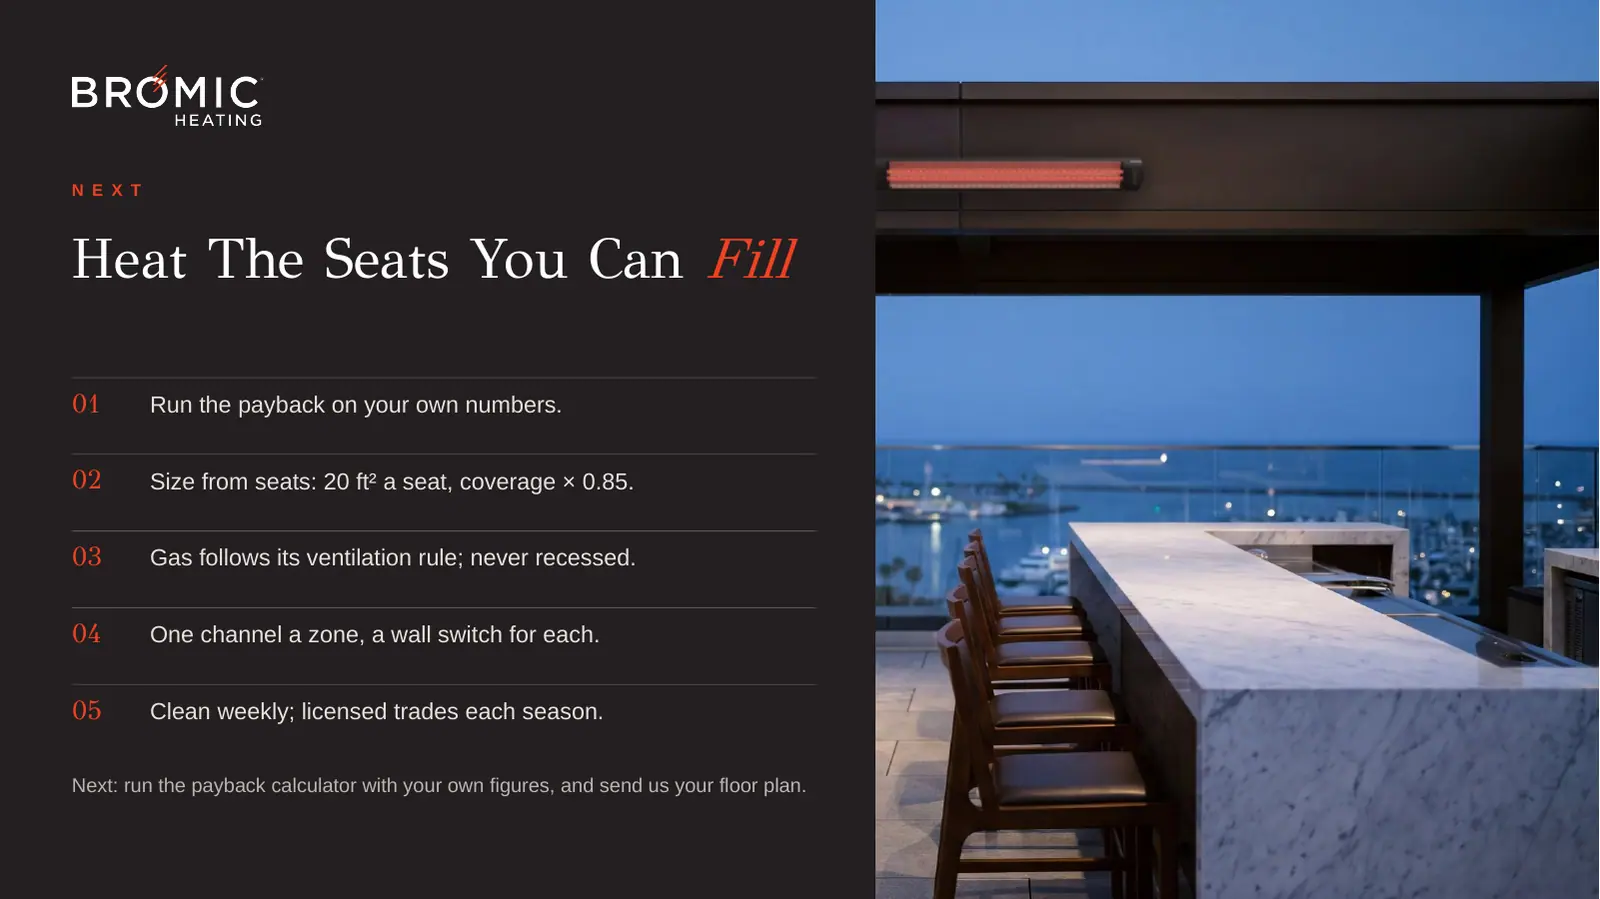 BROMIC
HEATING
NEXT
Heat The Seats You Can Fill
01 Run the payback on your own numbers.
02 Size from seats: 20 ft² a seat, coverage × 0.85.
03 Gas follows its ventilation rule; never recessed.
04 One channel a zone, a wall switch for each.
05 Clean weekly; licensed trades each season.
Next: run the payback calculator with your own figures, and send us your floor plan.